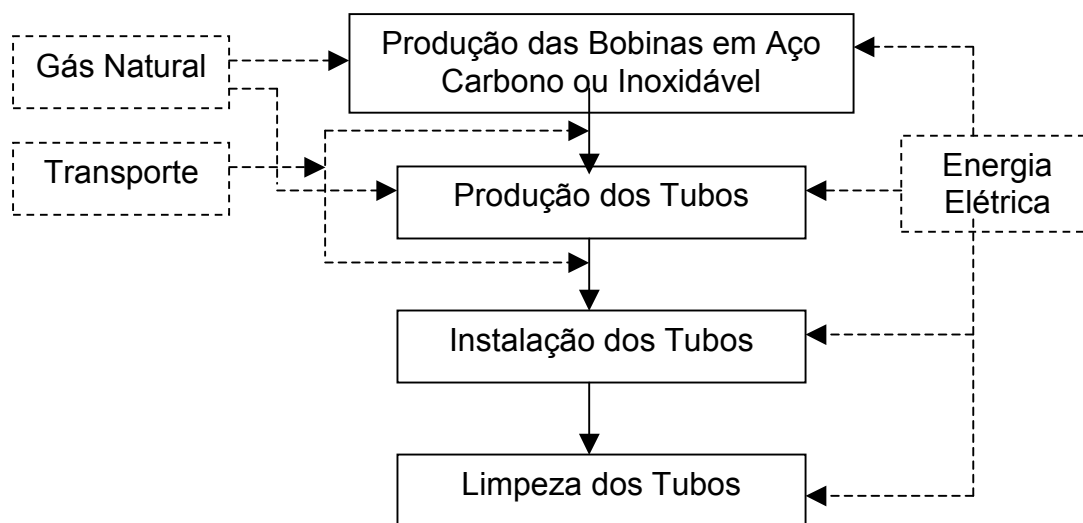 Produção das Bobinas em Aço
Carbono ou Inoxidável
Gás Natural
Transporte
Produção dos Tubos
Energia
Elétrica
Instalação dos Tubos
Limpeza dos Tubos